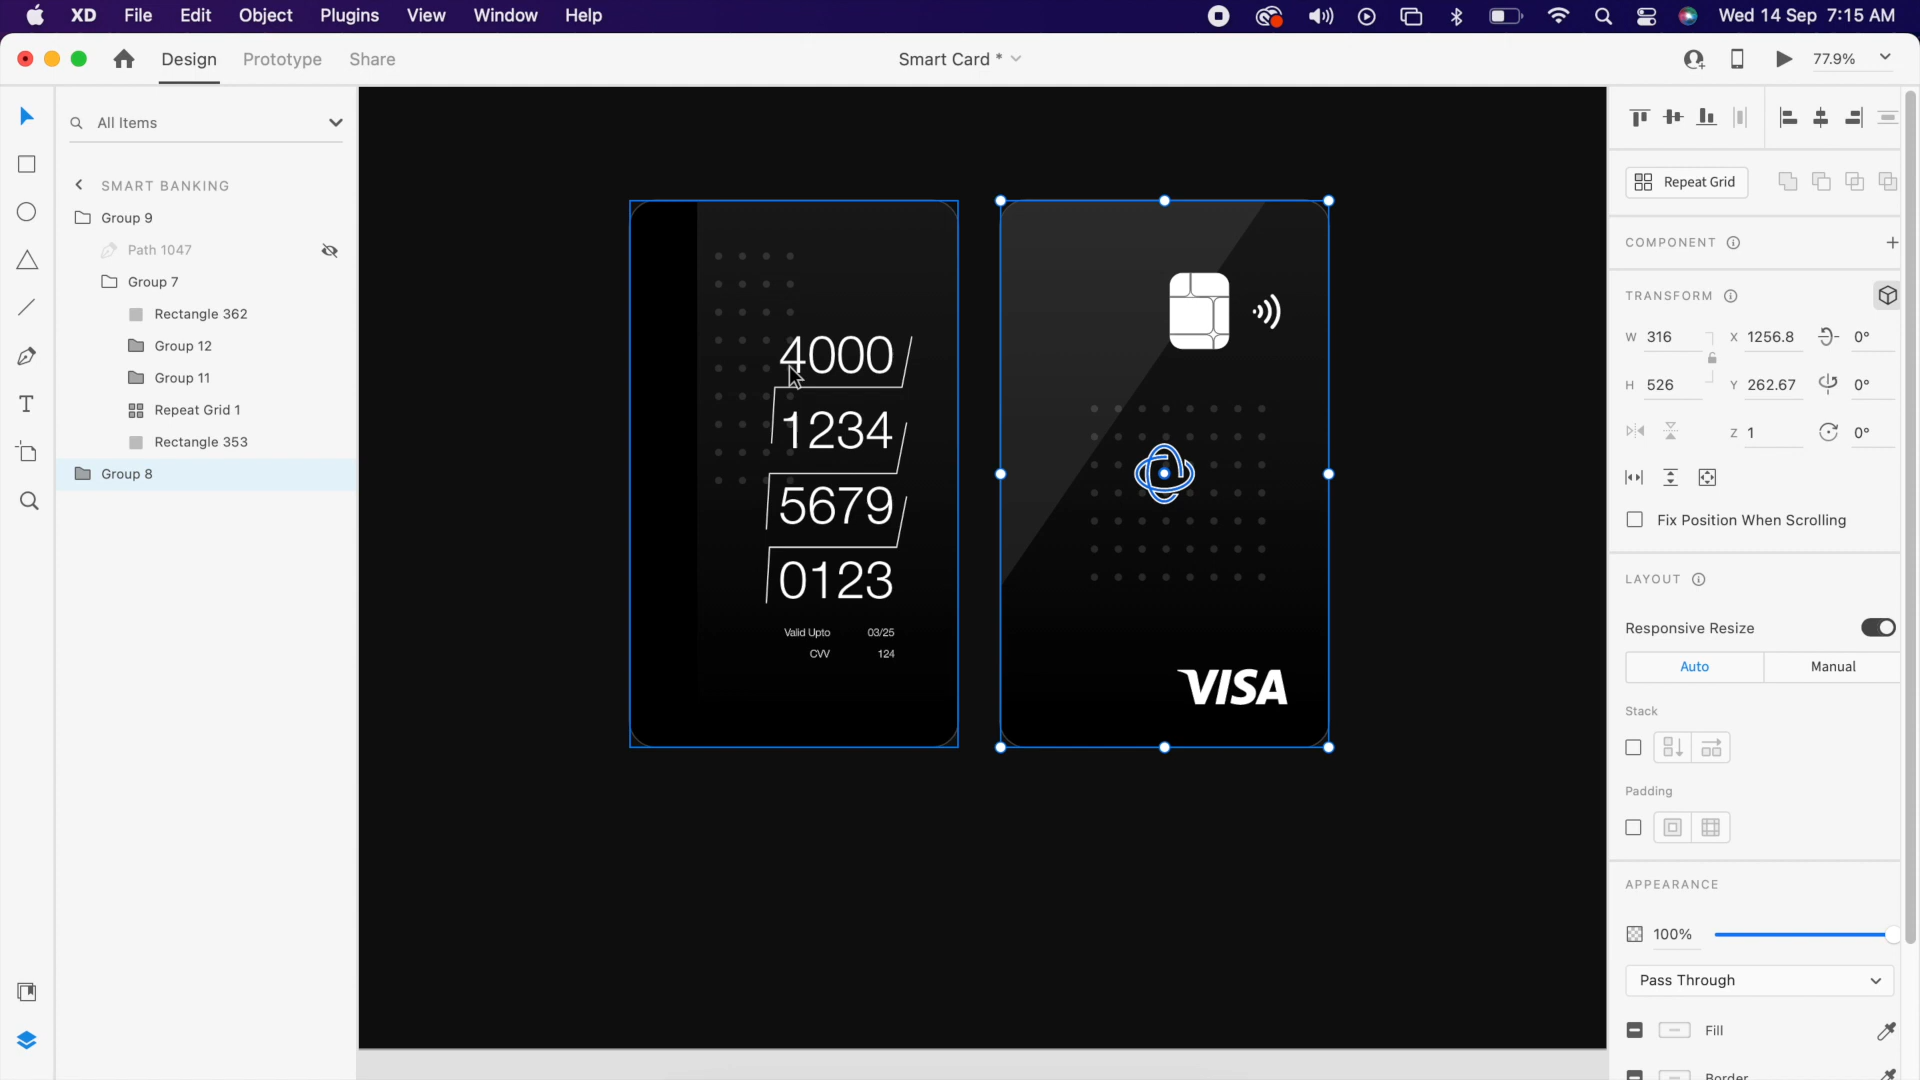 XD File Edit Object Plugins View Window Help
Wed 14 Sep 7:15 AM
Design Prototype Share
Smart Card *
77.9%
All Items
SMART BANKING
Group 9
Path 1047
Group 7
Rectangle 362
Group 12
Group 11
Repeat Grid 1
Rectangle 353
Group 8
4000
1234
5679
0123
Valid Upto 03/25
CVV 124
VISA
Repeat Grid
COMPONENT
TRANSFORM
W 316 X 1256.8 0°
H 526 Y 262.67 0°
Z 1 0°
Fix Position When Scrolling
LAYOUT
Responsive Resize
Auto Manual
Stack
Padding
APPEARANCE
100%
Pass Through
Fill
Border